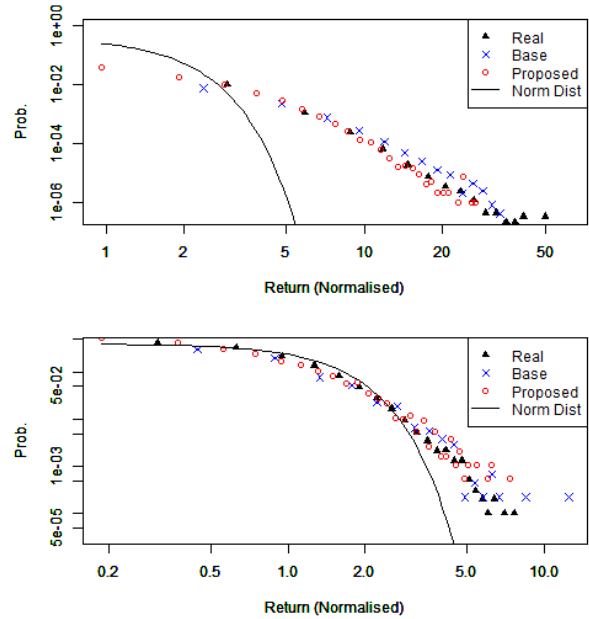 Prob.
1e+00
1e-02
1e-04
1e-06
Real
Base
Proposed
Norm Dist
1 2 5 10 20 50
Return (Normalised)
Prob.
5e-02
1e-03
5e-05
Real
Base
Proposed
Norm Dist
0.2 0.5 1.0 2.0 5.0 10.0
Return (Normalised)